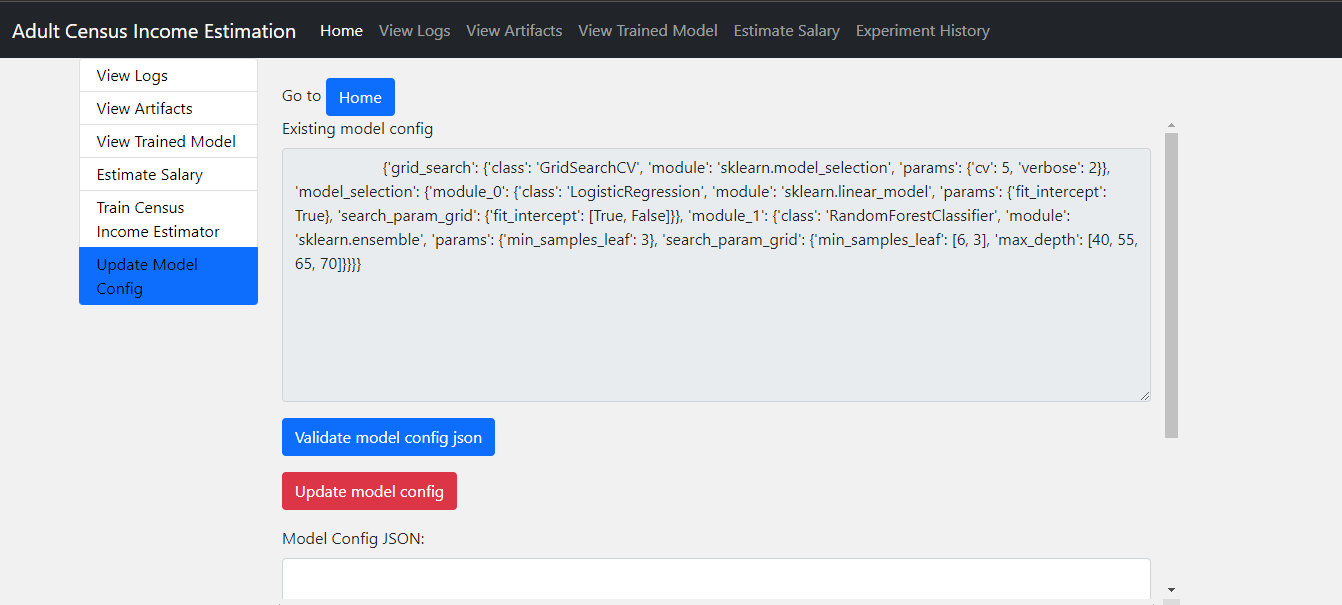 Adult Census Income Estimation Home View Logs View Artifacts View Trained Model Estimate Salary Experiment History
View Logs
View Artifacts
View Trained Model
Estimate Salary
Train Census
Income Estimator
Update Model
Config
Go to Home
Existing model config
{'grid_search': {'class': 'GridSearchCV', 'module': 'sklearn.model_selection', 'params': {'cv': 5, 'verbose': 2}},
'model_selection': {'module_0': {'class': 'LogisticRegression', 'module': 'sklearn.linear_model', 'params': {'fit_intercept':
True}, 'search_param_grid': {'fit_intercept': [True, False]}}, 'module_1': {'class': 'RandomForestClassifier', 'module':
'sklearn.ensemble', 'params': {'min_samples_leaf': 3}, 'search_param_grid': {'min_samples_leaf': [6, 3], 'max_depth': [40, 55,
65, 70]}}}}
Validate model config json
Update model config
Model Config JSON: